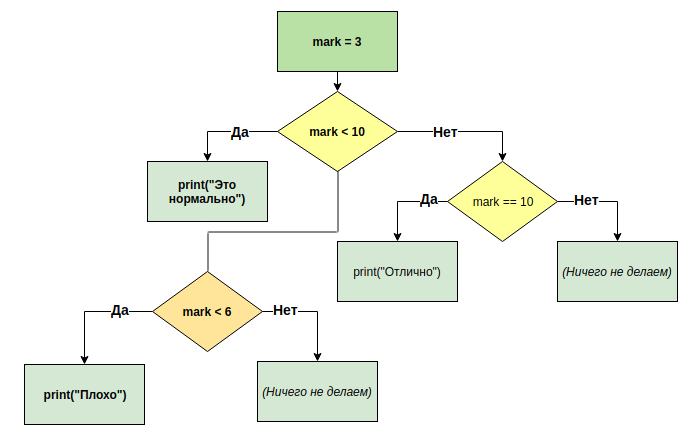 mark = 3
Да
mark < 10
Нет
print("Это
нормально")
Да
mark == 10
Нет
print("Отлично")
(Ничего не делаем)
Да
mark < 6
Нет
print("Плохо")
(Ничего не делаем)